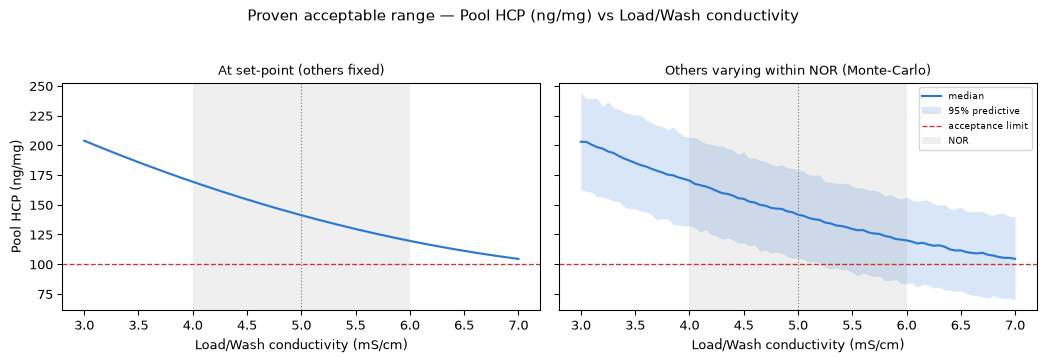 Proven acceptable range — Pool HCP (ng/mg) vs Load/Wash conductivity
At set-point (others fixed)
Others varying within NOR (Monte-Carlo)
Pool HCP (ng/mg)
250
225
200
175
150
125
100
75
median
95% predictive
acceptance limit
NOR
3.0 3.5 4.0 4.5 5.0 5.5 6.0 6.5 7.0
3.0 3.5 4.0 4.5 5.0 5.5 6.0 6.5 7.0
Load/Wash conductivity (mS/cm)
Load/Wash conductivity (mS/cm)